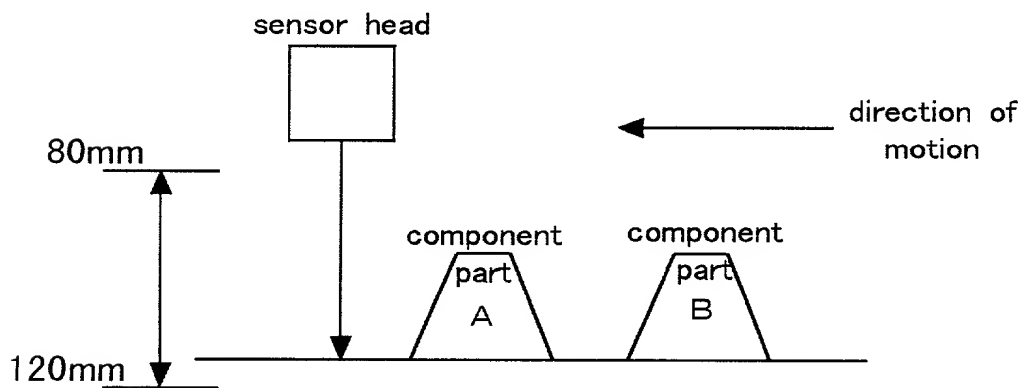 sensor head
direction of
motion
80mm
component
part
A
component
part
B
120mm